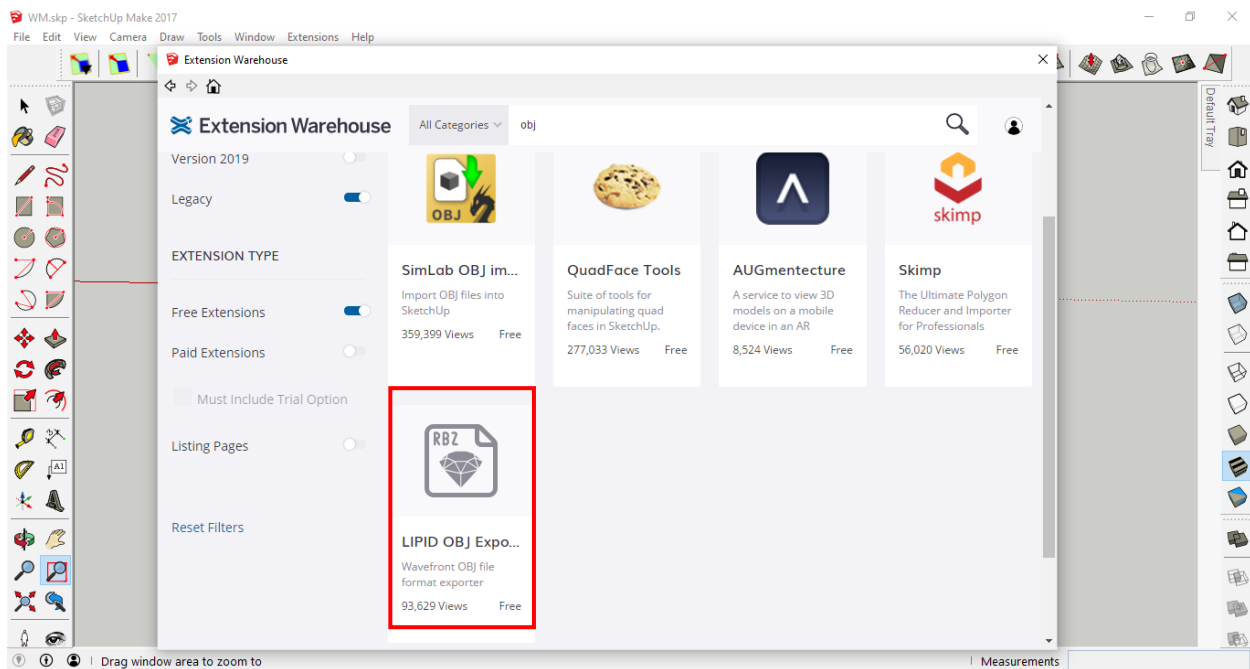 WM.skp - SketchUp Make 2017
File Edit View Camera Draw Tools Window Extensions Help
Extension Warehouse
Extension Warehouse
All Categories
obj
Version 2019
Legacy
EXTENSION TYPE
Free Extensions
Paid Extensions
Must Include Trial Option
Listing Pages
Reset Filters
OBJ
SimLab OBJ im...
Import OBJ files into
SketchUp
359,399 Views Free
QuadFace Tools
Suite of tools for
manipulating quad
faces in SketchUp.
277,033 Views Free
AUGmentecture
A service to view 3D
models on a mobile
device in an AR
8,524 Views Free
skimp
Skimp
The Ultimate Polygon
Reducer and Importer
for Professionals
56,020 Views Free
RBZ
LIPID OBJ Expo...
Wavefront OBJ file
format exporter
93,629 Views Free
A1
Default Tray
Drag window area to zoom to
Measurements